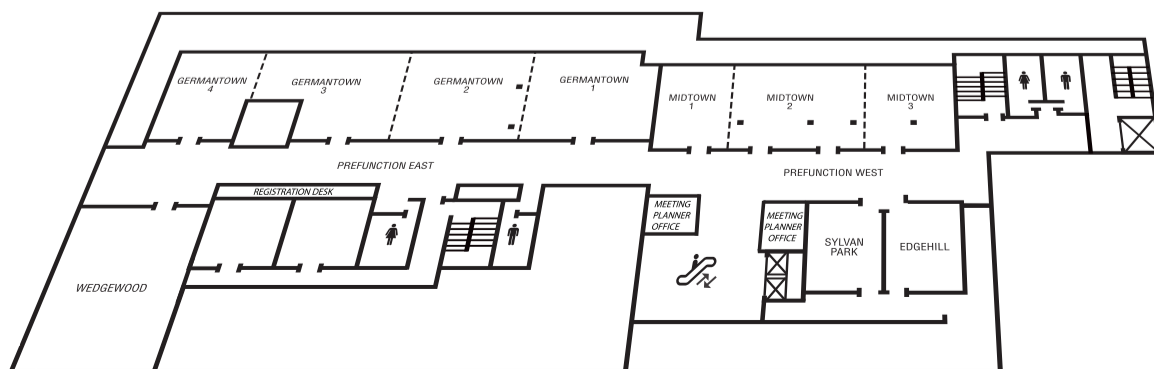 GERMANTOWN
4
GERMANTOWN
3
GERMANTOWN
2
GERMANTOWN
1
MIDTOWN
1
MIDTOWN
2
MIDTOWN
3
PREFUNCTION EAST
PREFUNCTION WEST
REGISTRATION DESK
MEETING
PLANNER
OFFICE
MEETING
PLANNER
OFFICE
SYLVAN
PARK
EDGEHILL
WEDGEWOOD